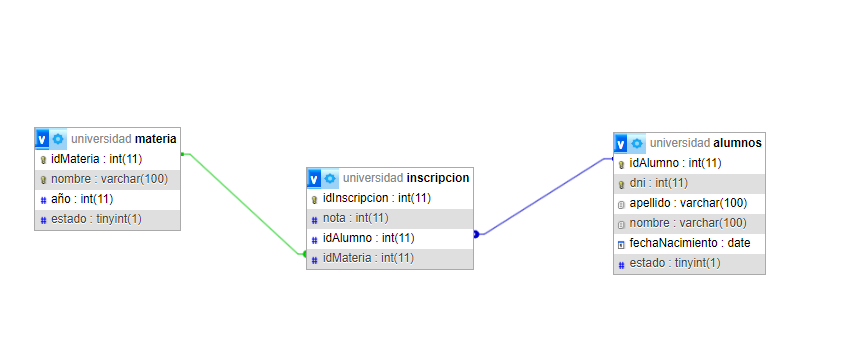 universidad materia
idMateria : int(11)
nombre : varchar(100)
año : int(11)
estado : tinyint(1)
universidad inscripcion
idInscripcion : int(11)
nota : int(11)
idAlumno : int(11)
idMateria : int(11)
universidad alumnos
idAlumno : int(11)
dni : int(11)
apellido : varchar(100)
nombre : varchar(100)
fechaNacimiento : date
estado : tinyint(1)